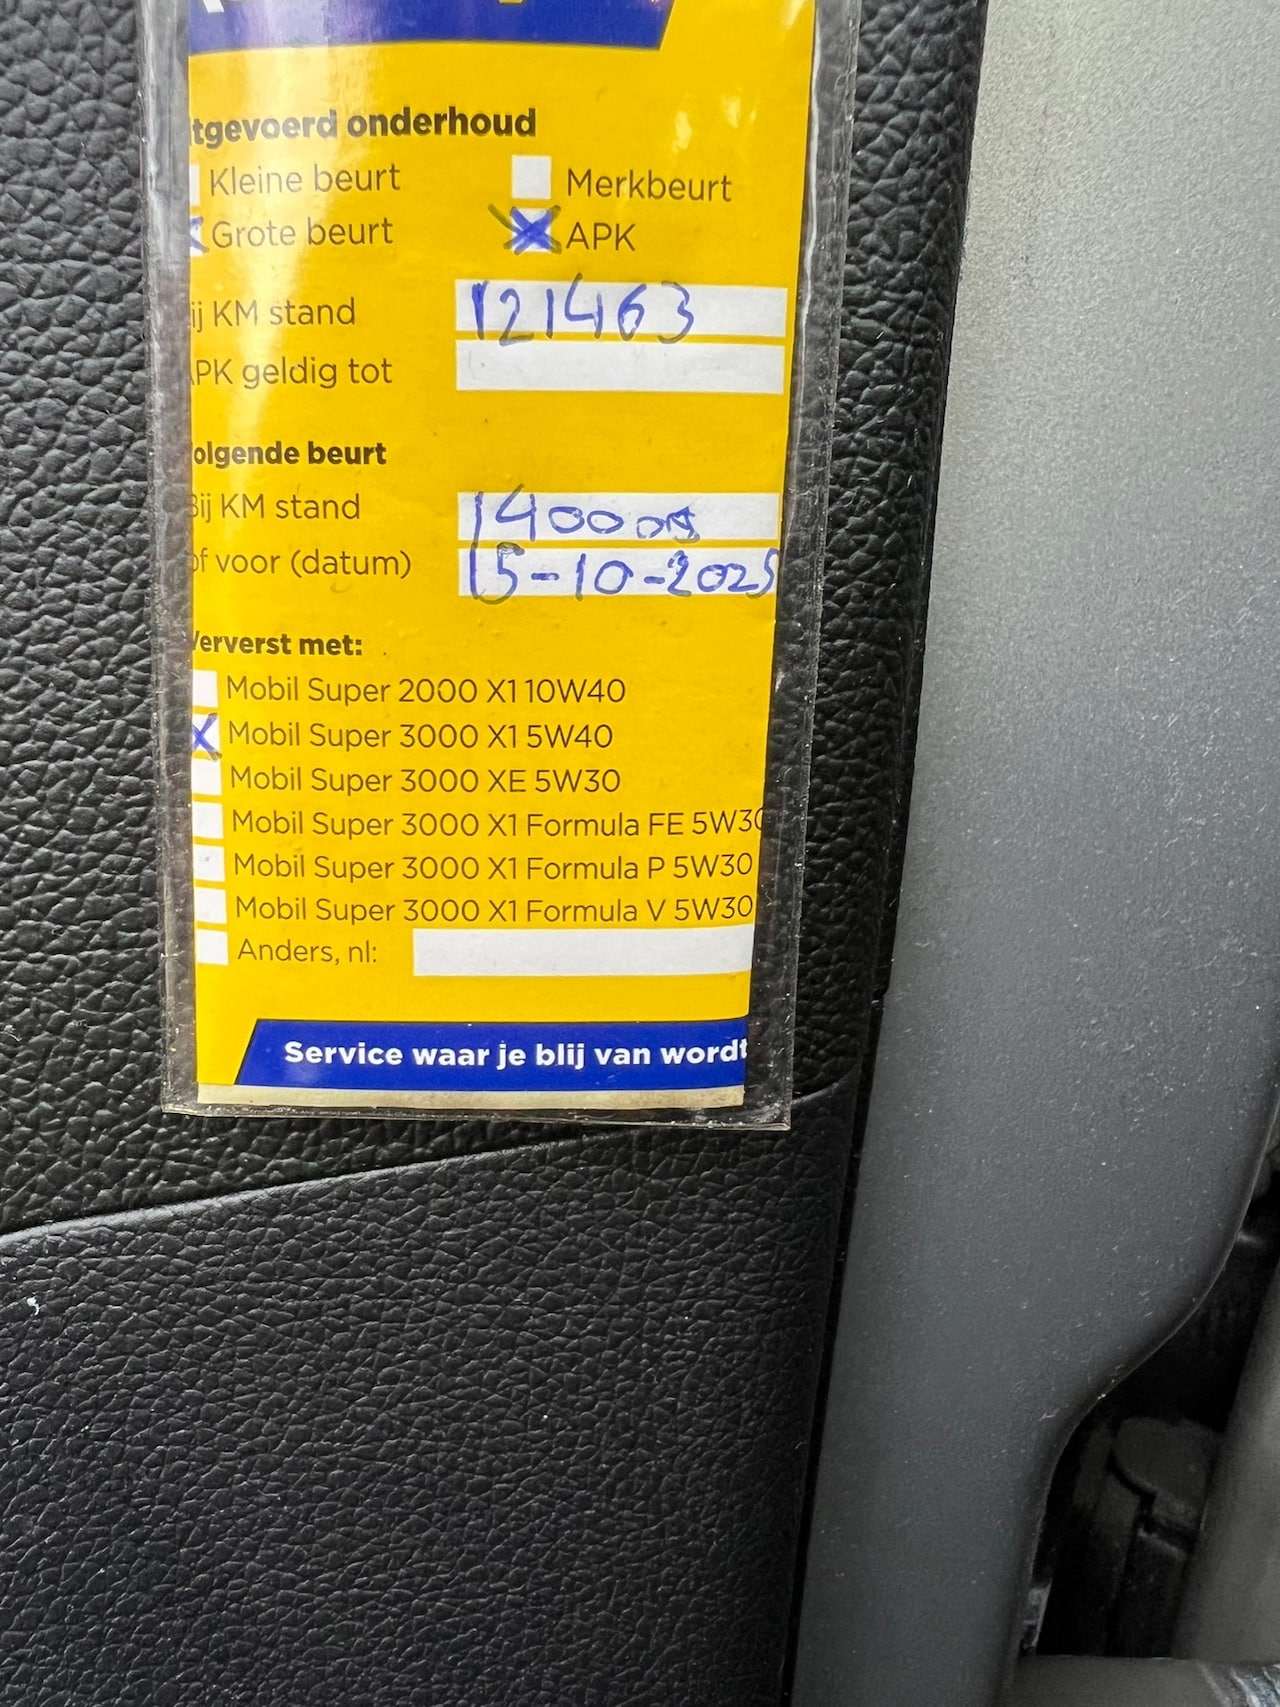 tgevoerd onderhoud
Kleine beurt Merkbeurt
Grote beurt APK
ij KM stand 121463
PK geldig tot
olgende beurt
Bij KM stand 140000
of voor (datum) 15-10-2025
Ververst met:
Mobil Super 2000 X1 10W40
Mobil Super 3000 X1 5W40
Mobil Super 3000 XE 5W30
Mobil Super 3000 X1 Formula FE 5W30
Mobil Super 3000 X1 Formula P 5W30
Mobil Super 3000 X1 Formula V 5W30
Anders, nl:
Service waar je blij van wordt